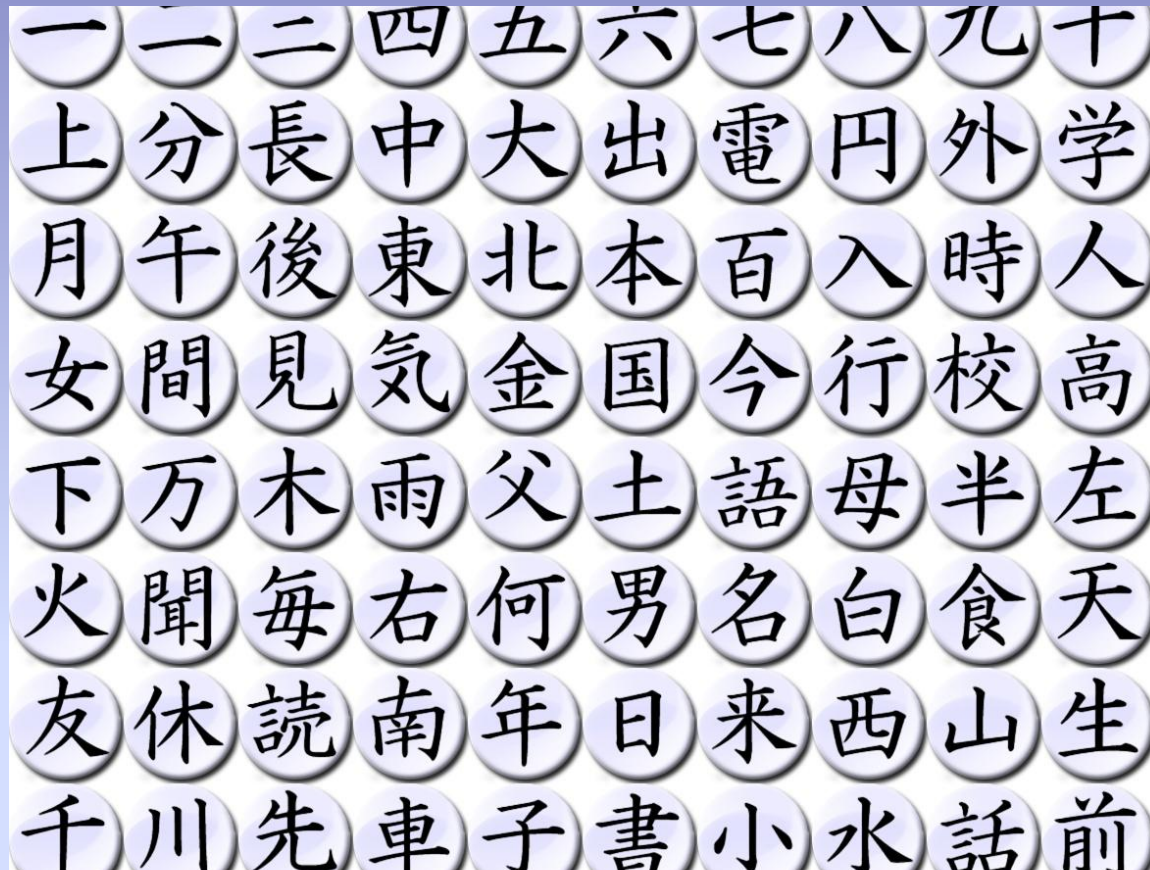 一 二 三 四 五 六 七 八 九 十
上 分 長 中 大 出 電 円 外 学
月 午 後 東 北 本 百 入 時 人
女 間 見 気 金 国 今 行 校 高
下 万 木 雨 父 土 語 母 半 左
火 聞 毎 右 何 男 名 白 食 天
友 休 読 南 年 日 来 西 山 生
千 川 先 車 子 書 小 水 話 前